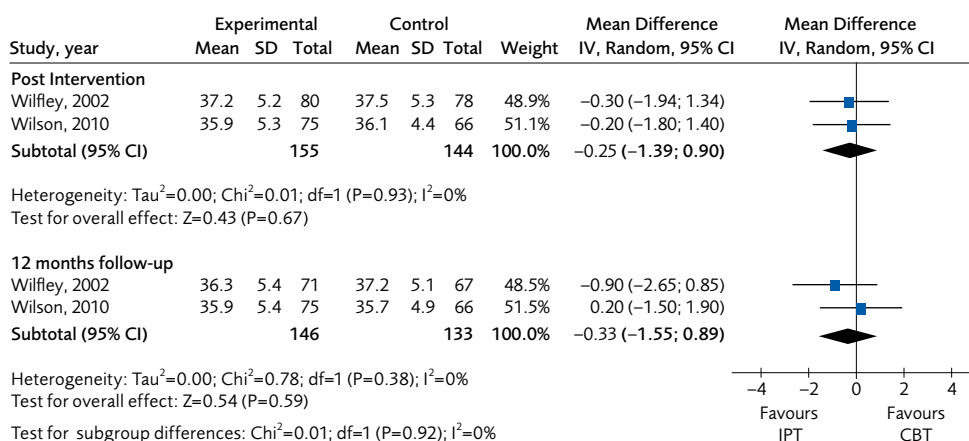 Experimental Control Mean Difference Mean Difference
Study, year Mean SD Total Mean SD Total Weight IV, Random, 95% CI IV, Random, 95% CI
Post Intervention
Wilfley, 2002 37.2 5.2 80 37.5 5.3 78 48.9% –0.30 (–1.94; 1.34)
Wilson, 2010 35.9 5.3 75 36.1 4.4 66 51.1% –0.20 (–1.80; 1.40)
Subtotal (95% CI) 155 144 100.0% –0.25 (–1.39; 0.90)
Heterogeneity: Tau²=0.00; Chi²=0.01; df=1 (P=0.93); I²=0%
Test for overall effect: Z=0.43 (P=0.67)
12 months follow-up
Wilfley, 2002 36.3 5.4 71 37.2 5.1 67 48.5% –0.90 (–2.65; 0.85)
Wilson, 2010 35.9 5.4 75 35.7 4.9 66 51.5% 0.20 (–1.50; 1.90)
Subtotal (95% CI) 146 133 100.0% –0.33 (–1.55; 0.89)
Heterogeneity: Tau²=0.00; Chi²=0.78; df=1 (P=0.38); I²=0%
Test for overall effect: Z=0.54 (P=0.59)
Test for subgroup differences: Chi²=0.01; df=1 (P=0.92); I²=0%
–4 –2 0 2 4
Favours Favours
IPT CBT